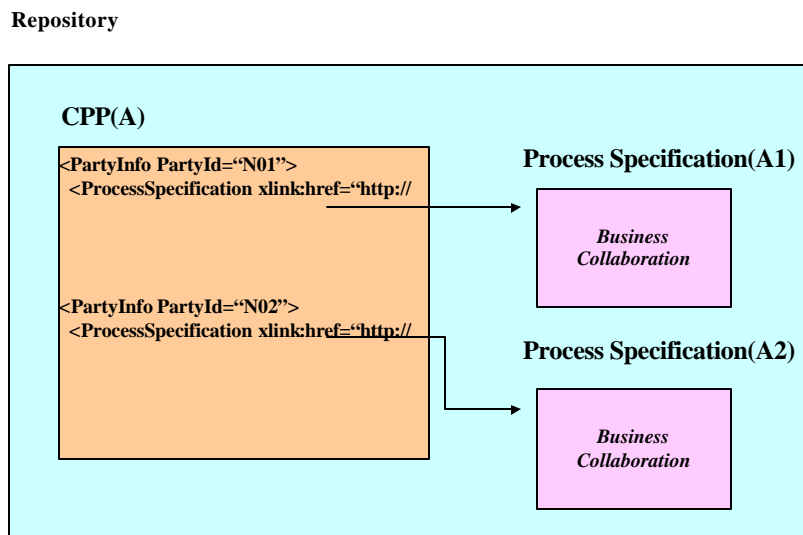 Repository
CPP(A)
<PartyInfo PartyId=“N01”>
<ProcessSpecification xlink:href=“http://
Process Specification(A1)
Business
Collaboration
<PartyInfo PartyId=“N02”>
<ProcessSpecification xlink:href=“http://
Process Specification(A2)
Business
Collaboration